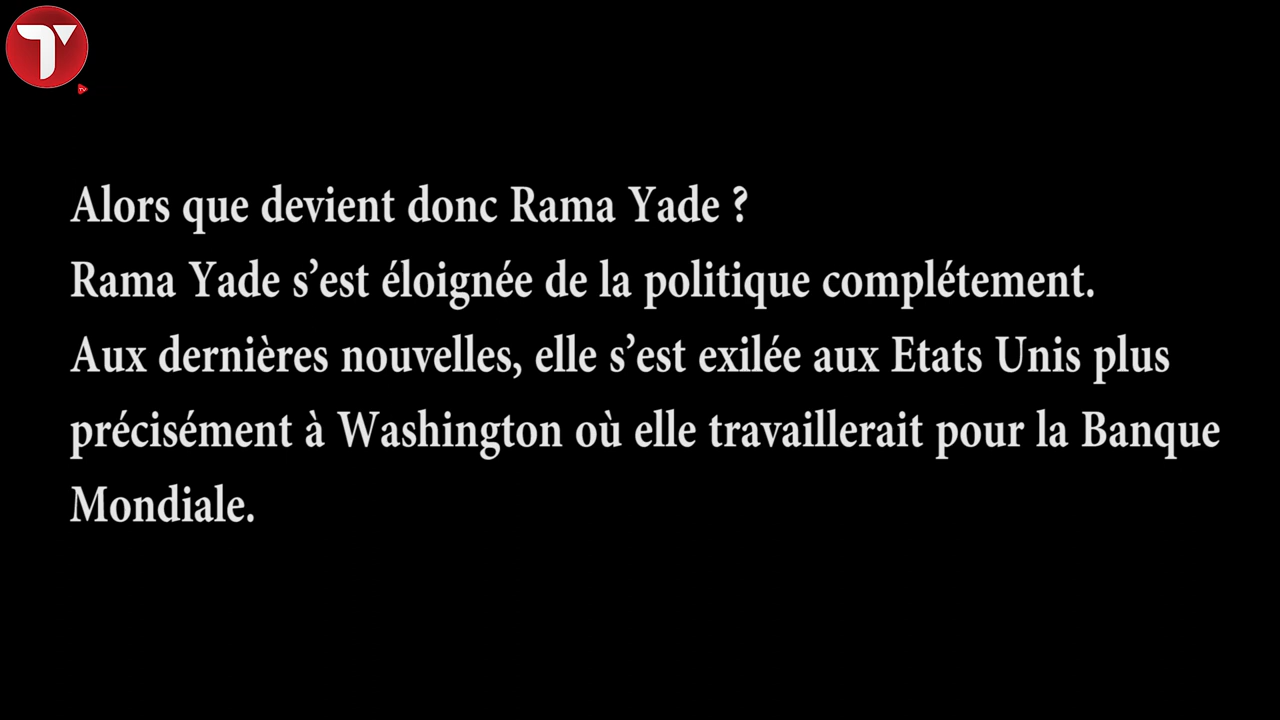 Alors que devient donc Rama Yade ?
Rama Yade s’est éloignée de la politique complétement.
Aux dernières nouvelles, elle s’est exilée aux Etats Unis plus
précisément à Washington où elle travaillerait pour la Banque
Mondiale.
TV